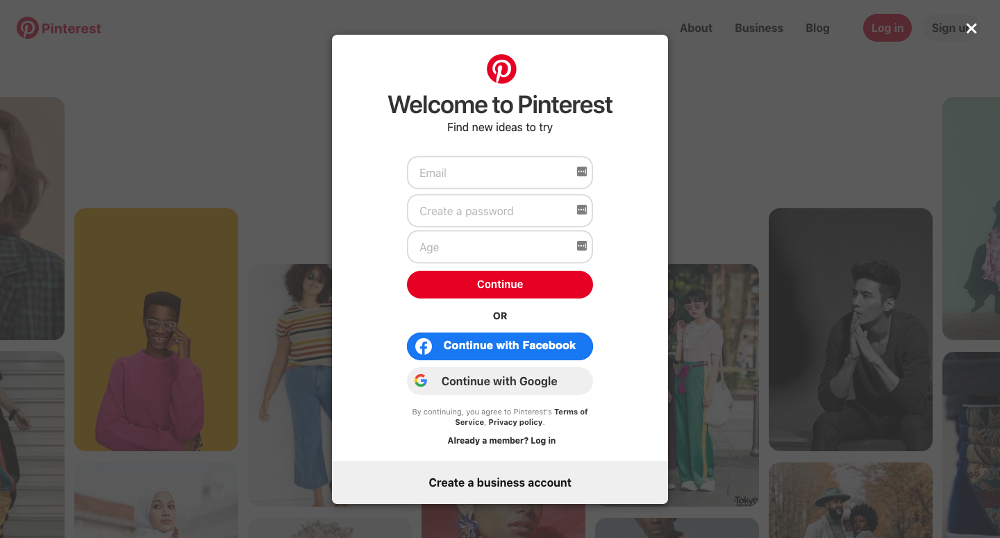 Pinterest
About Business Blog Log in Sign u
Welcome to Pinterest
Find new ideas to try
Email
Create a password
Age
Continue
OR
Continue with Facebook
Continue with Google
By continuing, you agree to Pinterest's Terms of
Service, Privacy policy.
Already a member? Log in
Create a business account
Tokyo